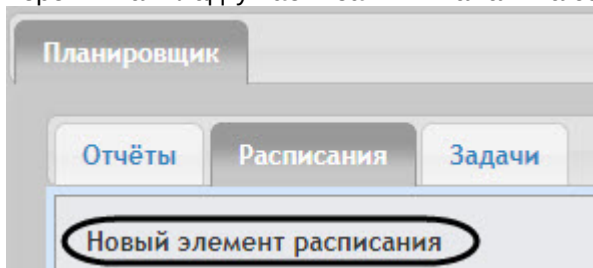 Планировщик
Отчёты Расписания Задачи
Новый элемент расписания